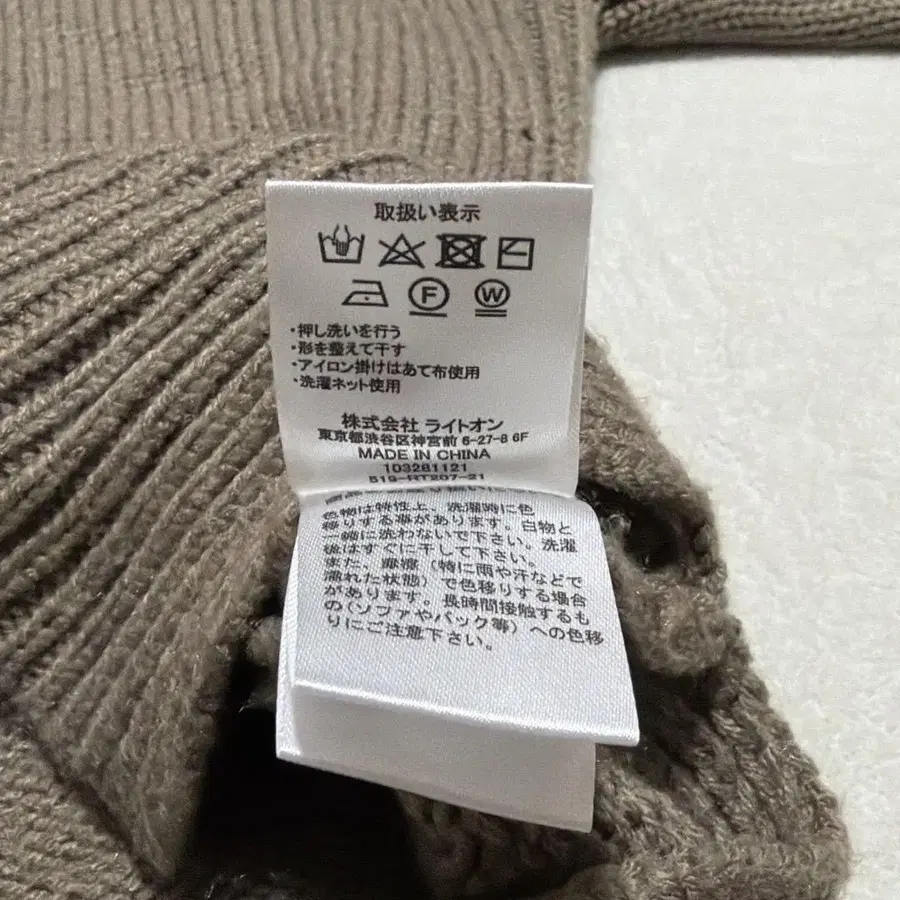 取扱い表示
F
W
・押し洗いを行う
・形を整えて干す
・アイロン掛けはあて布使用
・洗濯ネット使用
株式会社 ライトオン
東京都渋谷区神宮前 6-27-8 6F
MADE IN CHINA
103281121
519-RT207-21
色物は特性上、洗濯時に色
移りする事があります。白物と
一緒に洗わないで下さい。洗濯
後はすぐに干して下さい。
また、摩擦（特に雨や汗などで
濡れた状態）で色移りする場合
があります。長時間接触するも
の（ソファやバック等）への色移
りにご注意下さい。